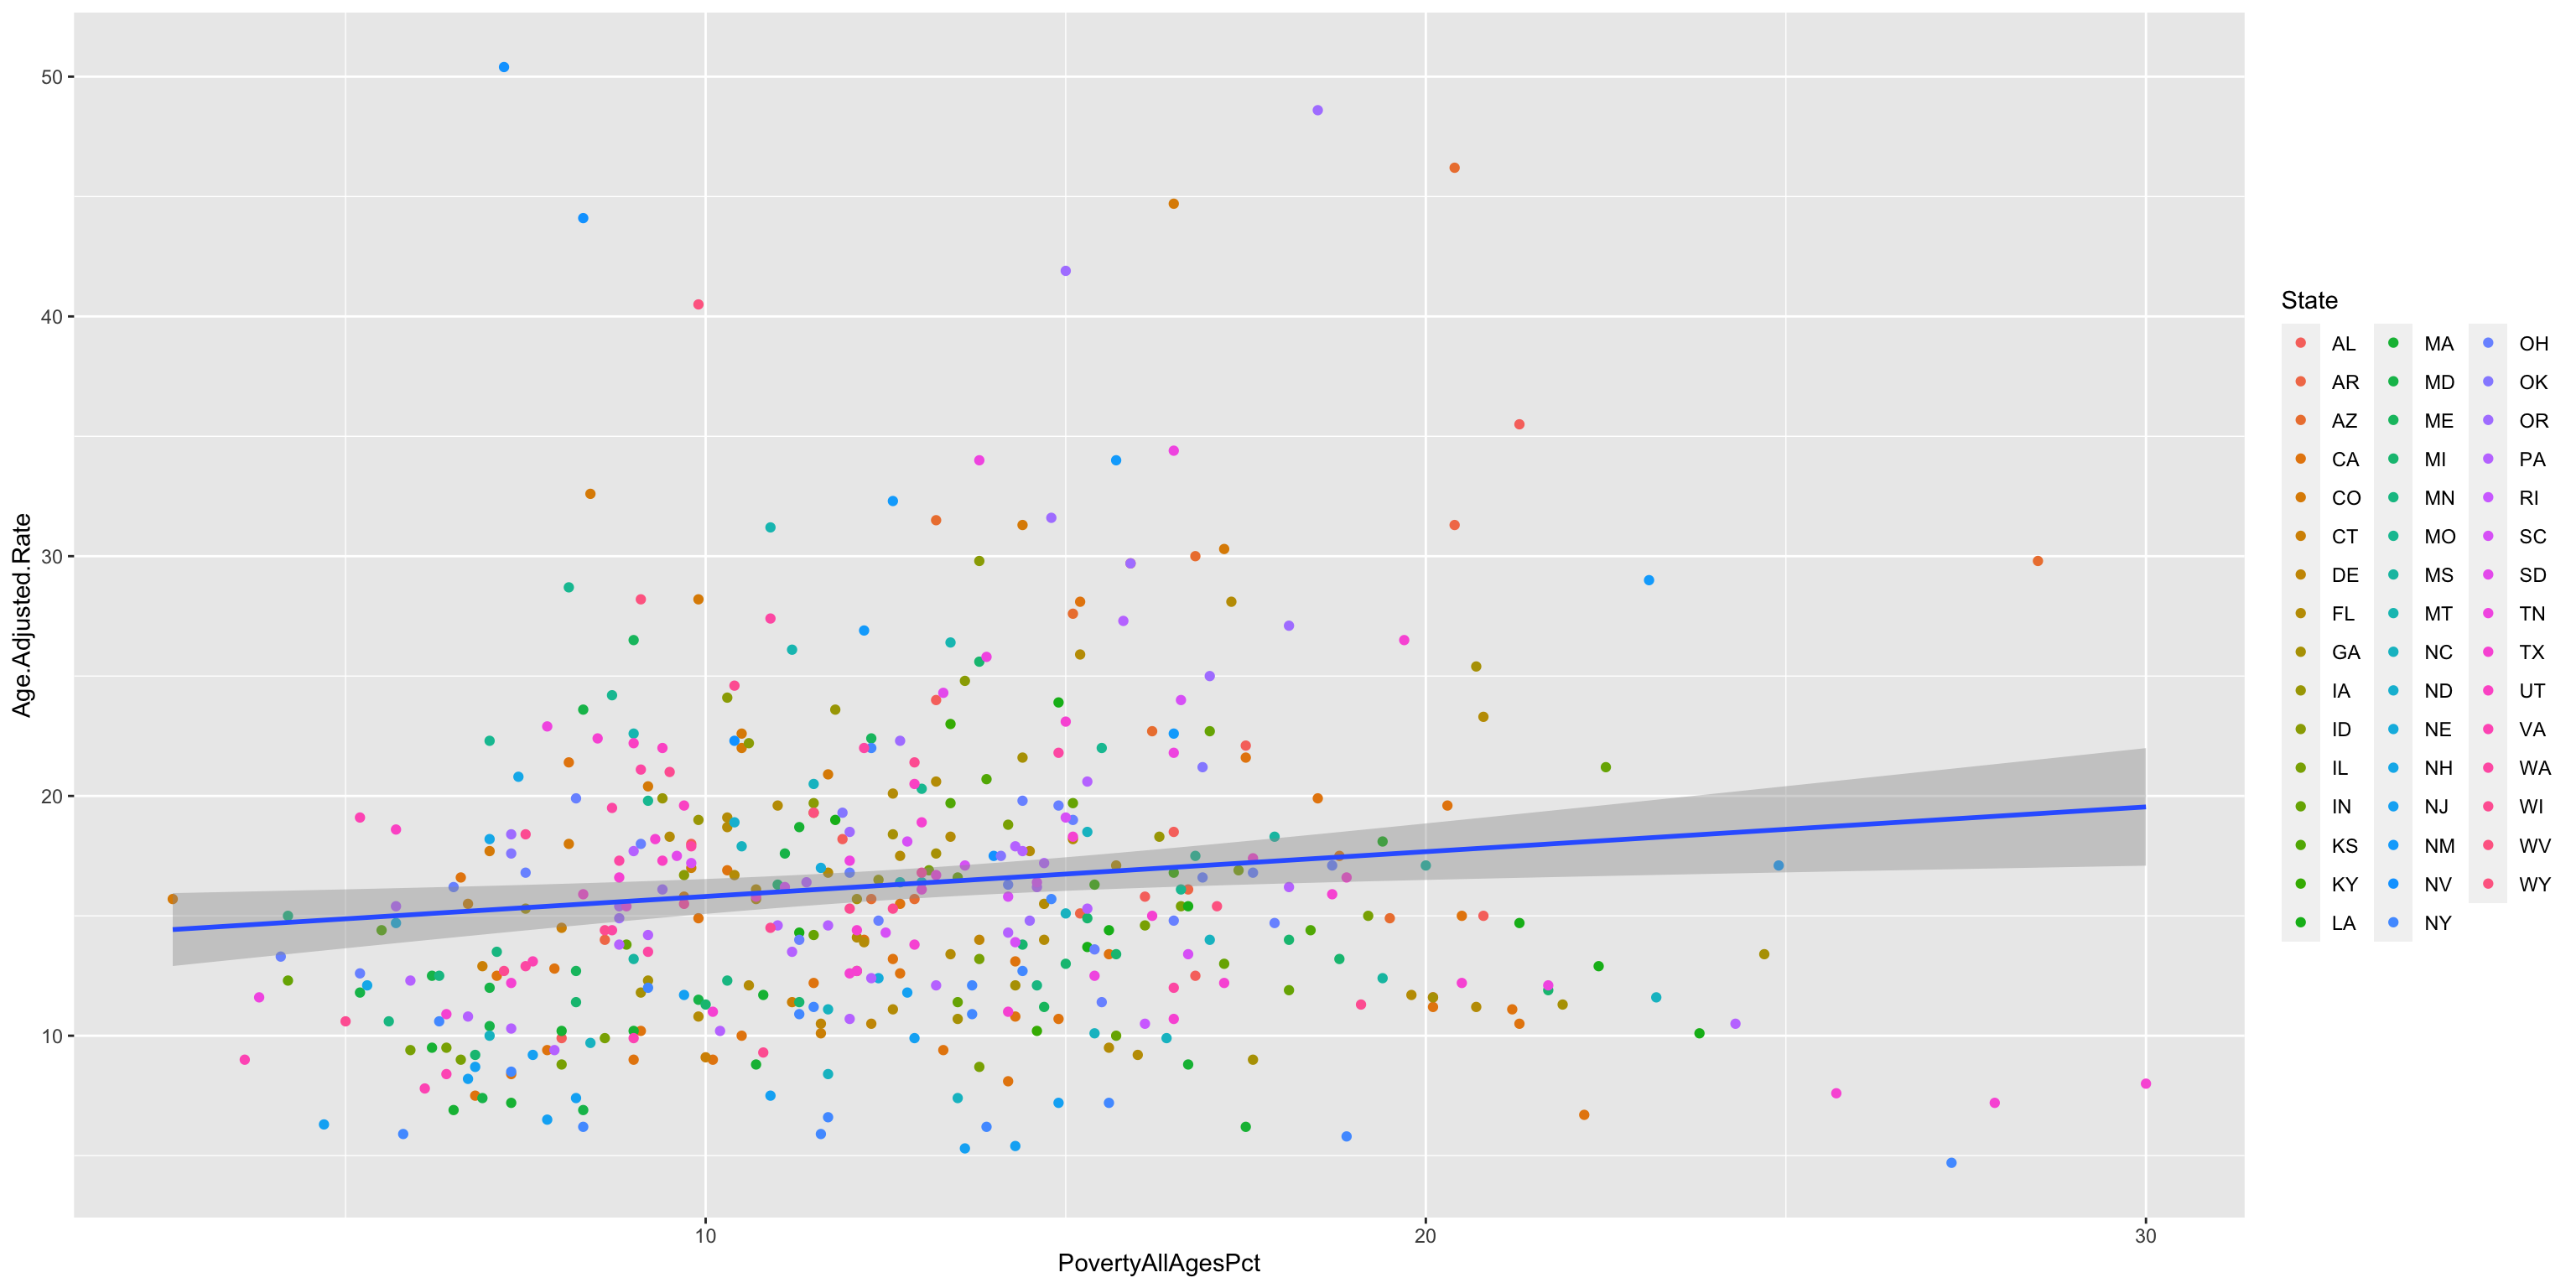 50
40
30
20
10
Age.Adjusted.Rate
10
20
30
PovertyAllAgesPct
State
AL
AR
AZ
CA
CO
CT
DE
FL
GA
IA
ID
IL
IN
KS
KY
LA
MA
MD
ME
MI
MN
MO
MS
MT
NC
ND
NE
NH
NJ
NM
NV
NY
OH
OK
OR
PA
RI
SC
SD
TN
TX
UT
VA
WA
WI
WV
WY